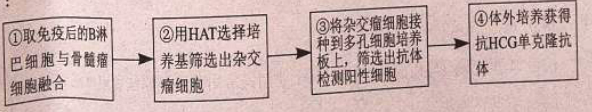 ①取免疫后的B淋
巴细胞与骨髓瘤
细胞融合
②用HAT选择培
养基筛选出杂交
瘤细胞
③将杂交瘤细胞接
种到多孔细胞培养
板上，筛选出抗体
检测阳性细胞
④体外培养获得
抗HCG单克隆抗
体